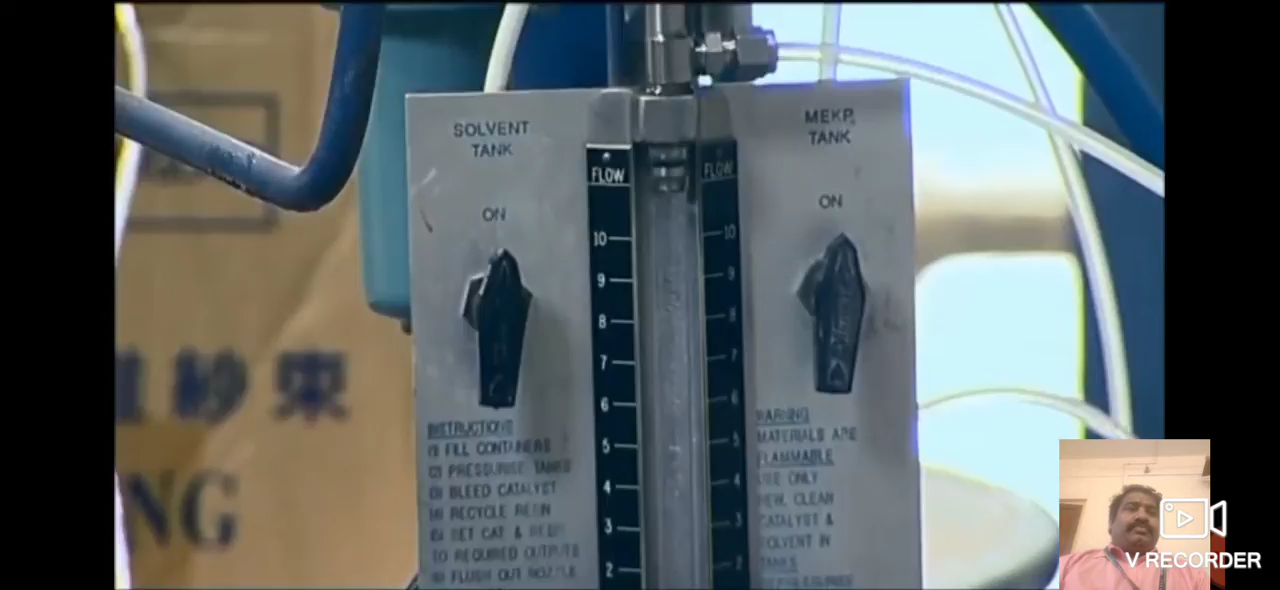 SOLVENT
TANK
ON
INSTRUCTIONS
(1) FILL CONTAINERS
(2) PRESSURISE TANKS
(3) BLEED CATALYST
(4) RECYCLE RESIN
(5) SET CAT & RESIN
TO REQUIRED OUTPUTS
(6) FLUSH OUT NOZZLE
FLOW
10
9
8
7
6
5
4
3
2
FLOW
10
9
8
7
6
5
4
3
2
MEKP.
TANK
ON
WARNING
MATERIALS ARE
FLAMMABLE
USE ONLY
NEW, CLEAN
CATALYST &
SOLVENT IN
TANKS
紗 束
NG
V RECORDER